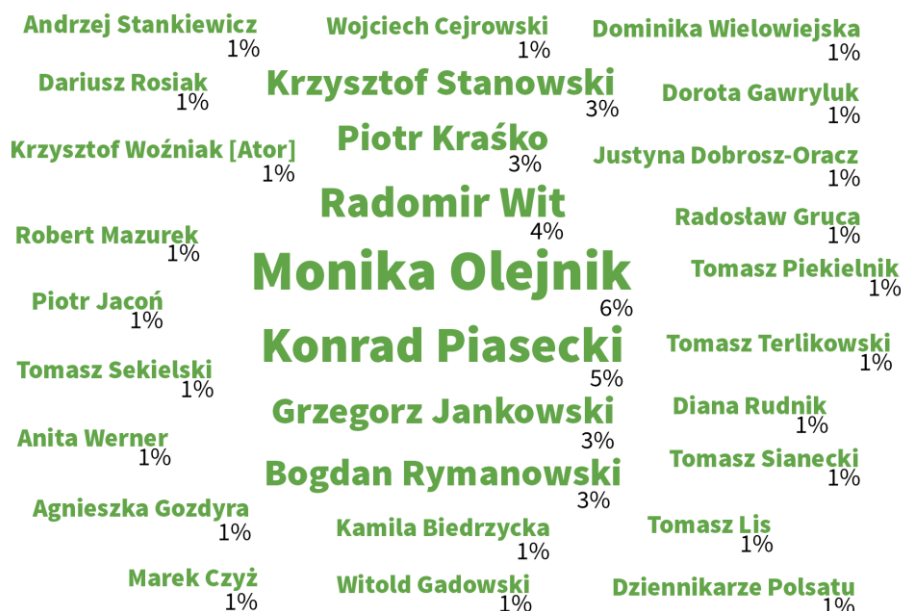 Andrzej Stankiewicz
1%
Wojciech Cejrowski
1%
Dominika Wielowiejska
1%
Dariusz Rosiak
1%
Krzysztof Stanowski
3%
Dorota Gawryluk
1%
Krzysztof Woźniak [Ator]
1%
Piotr Kraśko
3%
Justyna Dobrosz-Oracz
1%
Radomir Wit
4%
Radosław Gruca
1%
Robert Mazurek
1%
Monika Olejnik
6%
Tomasz Piekielnik
1%
Piotr Jacoń
1%
Konrad Piasecki
5%
Tomasz Terlikowski
1%
Tomasz Sekielski
1%
Grzegorz Jankowski
3%
Diana Rudnik
1%
Anita Werner
1%
Bogdan Rymanowski
3%
Tomasz Sianecki
1%
Agnieszka Gozdyra
1%
Kamila Biedrzycka
1%
Tomasz Lis
1%
Marek Czyż
1%
Witold Gadowski
1%
Dziennikarze Polsatu
1%